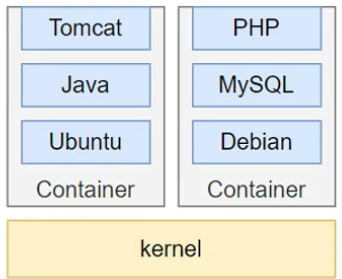 Tomcat
Java
Ubuntu
Container
PHP
MySQL
Debian
Container
kernel